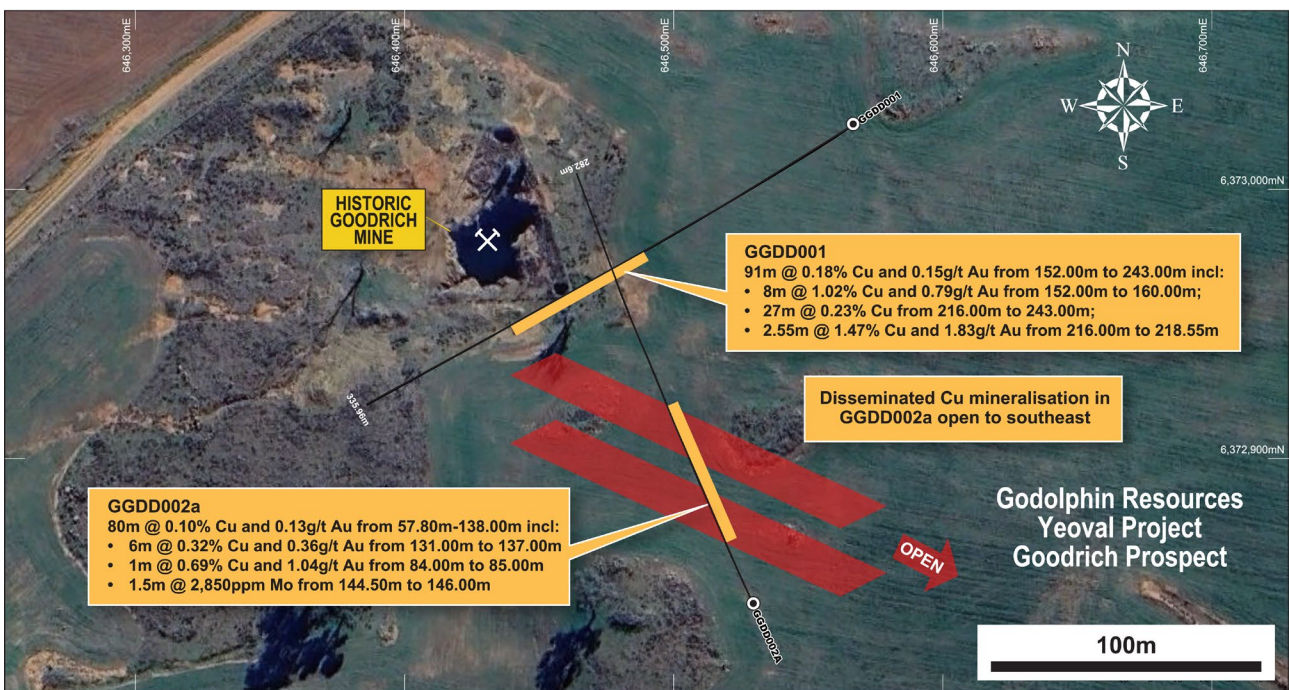 646,300mE
646,400mE
646,500mE
646,600mE
646,700mE
N
W E
S
GGDD001
282.6m
6,373,000mN
HISTORIC
GOODRICH
MINE
GGDD001
91m @ 0.18% Cu and 0.15g/t Au from 152.00m to 243.00m incl:
• 8m @ 1.02% Cu and 0.79g/t Au from 152.00m to 160.00m;
• 27m @ 0.23% Cu from 216.00m to 243.00m;
• 2.55m @ 1.47% Cu and 1.83g/t Au from 216.00m to 218.55m
335.96m
Disseminated Cu mineralisation in
GGDD002a open to southeast
6,372,900mN
GGDD002a
80m @ 0.10% Cu and 0.13g/t Au from 57.80m-138.00m incl:
• 6m @ 0.32% Cu and 0.36g/t Au from 131.00m to 137.00m
• 1m @ 0.69% Cu and 1.04g/t Au from 84.00m to 85.00m
• 1.5m @ 2,850ppm Mo from 144.50m to 146.00m
Godolphin Resources
Yeoval Project
Goodrich Prospect
OPEN
GGDD002A
100m